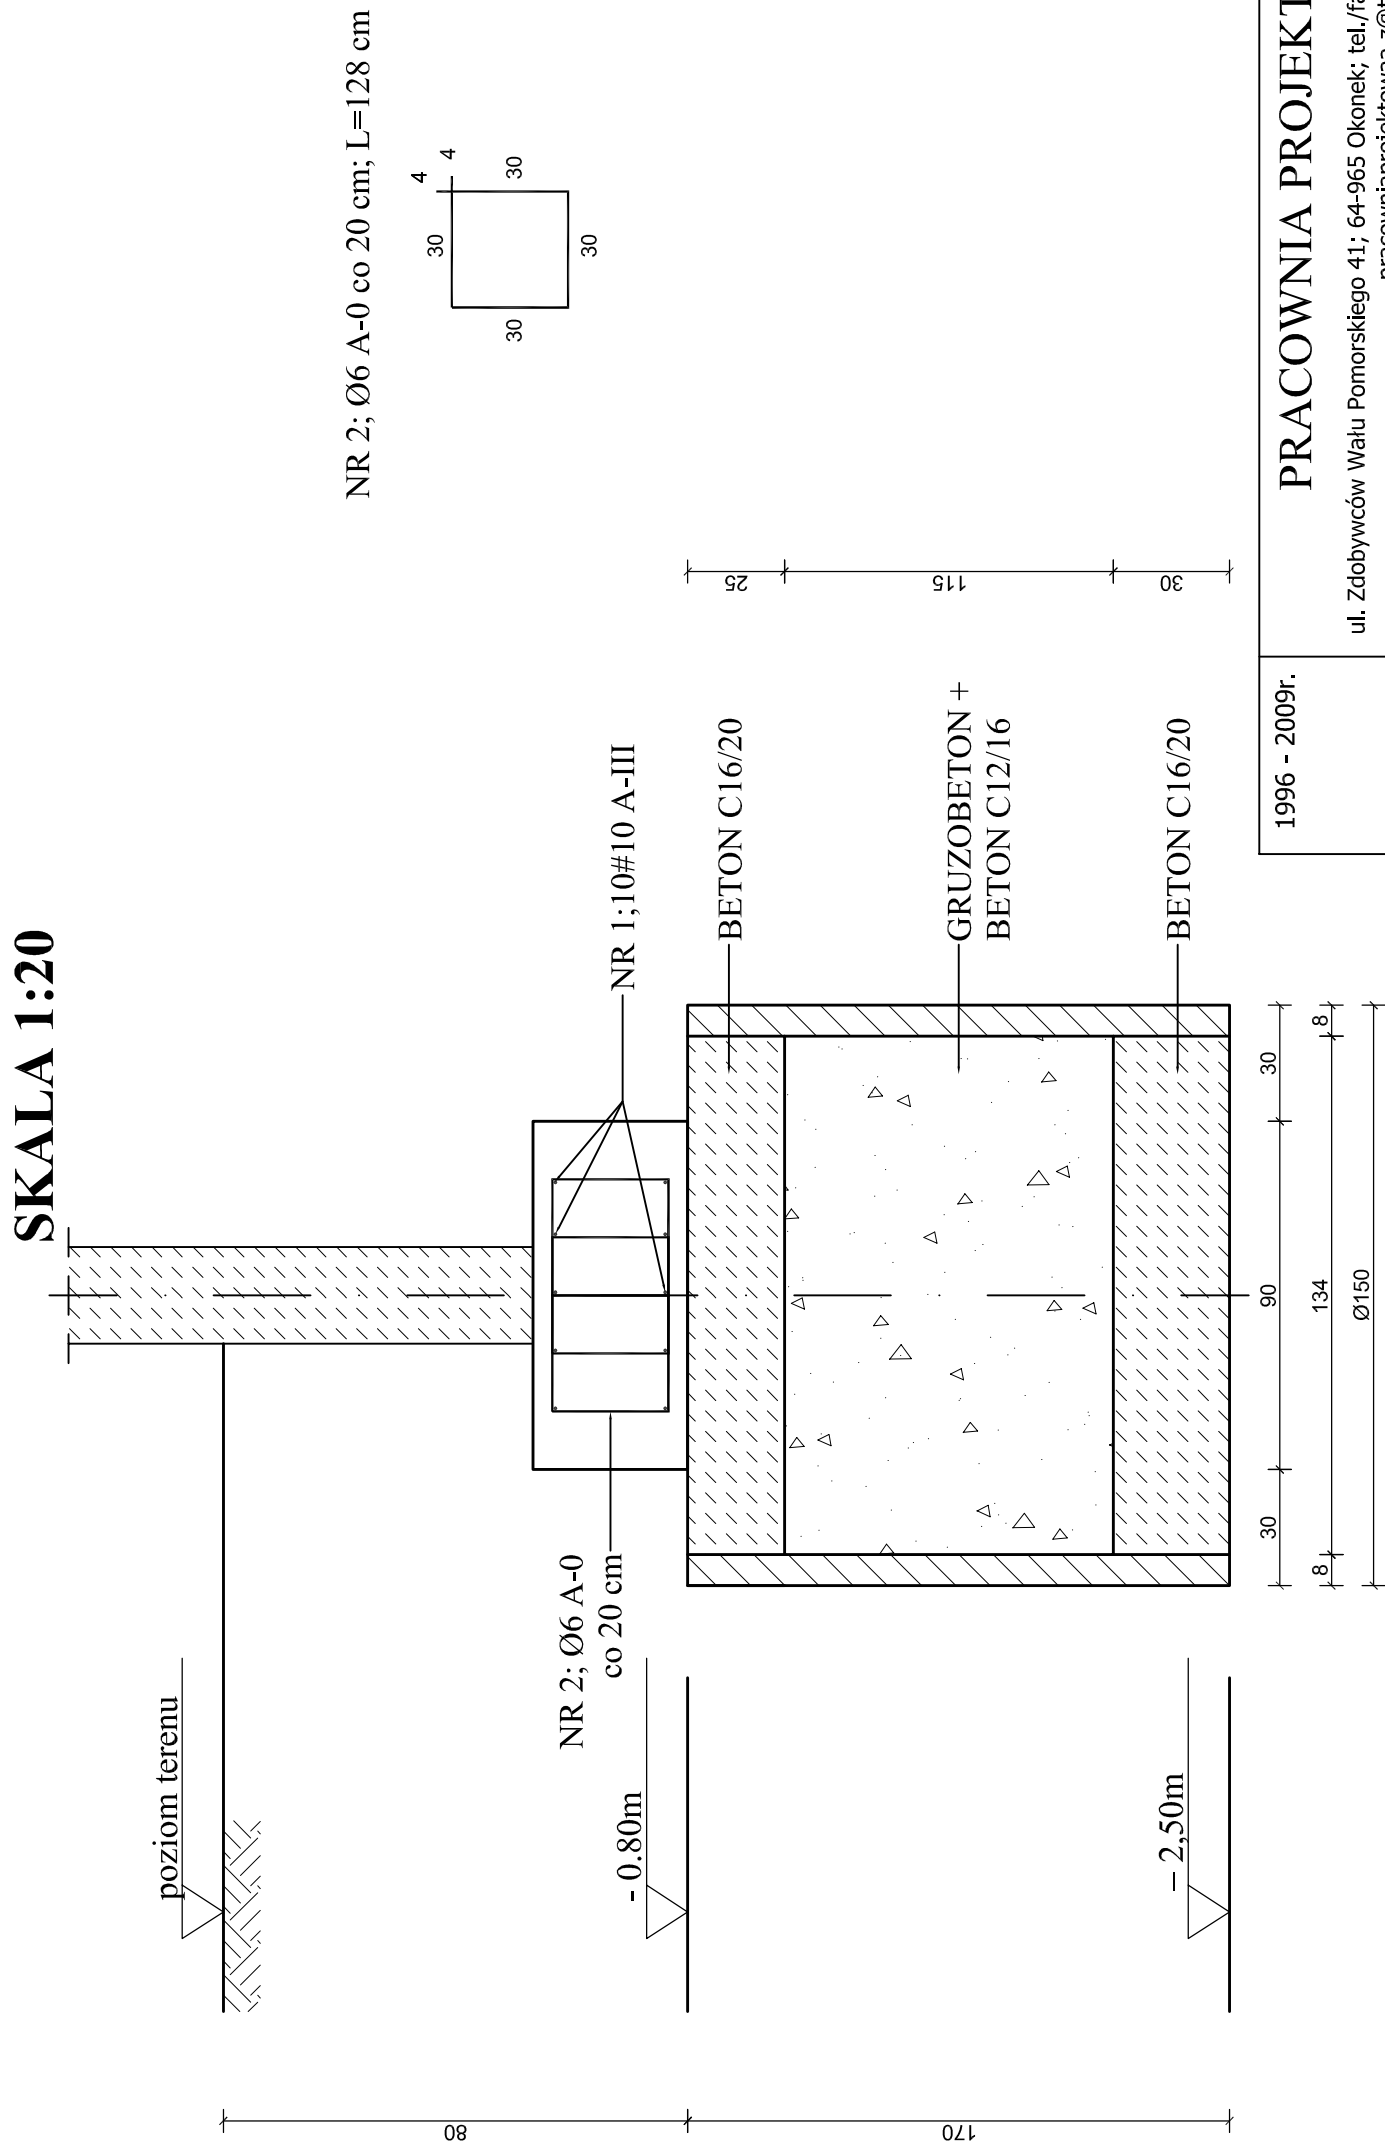 SKALA 1:20
NR 2; Ø6 A-0 co 20 cm; L=128 cm
4
4
30
30
30
30
poziom terenu
NR 1;10#10 A-III
NR 2; Ø6 A-0
co 20 cm
- 0.80m
BETON C16/20
GRUZOBETON +
BETON C12/16
BETON C16/20
– 2,50m
80
170
25
115
30
30
90
30
8
134
8
Ø150
1996 - 2009r.
PRACOWNIA PROJEKT
ul. Zdobywców Wału Pomorskiego 41; 64-965 Okonek; tel./fa